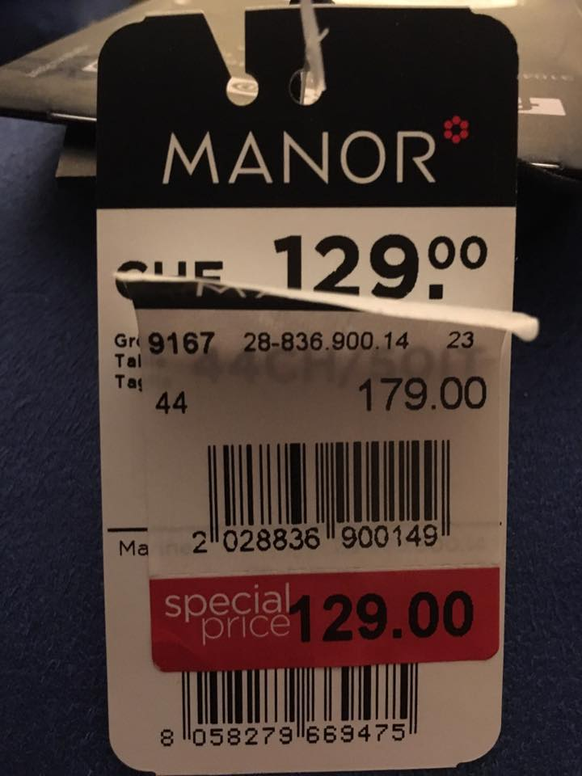 MANOR
CHF 129.00
9167 28-836.900.14 23
44 179.00
2 028836 900149
special price 129.00
8 058279 669475